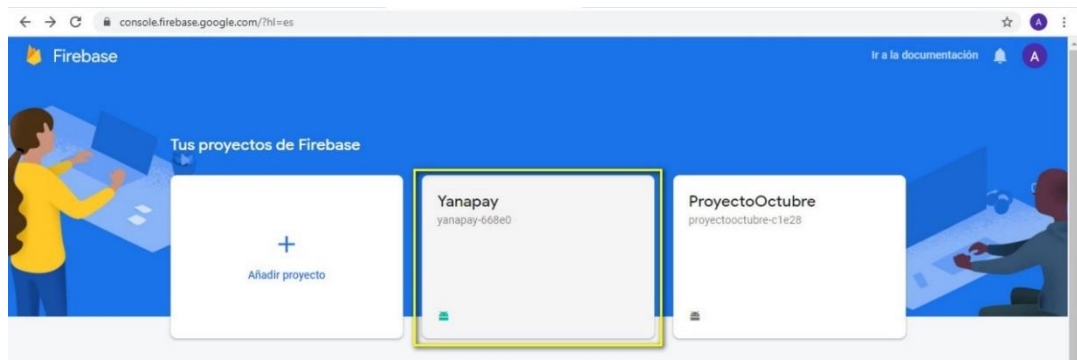 console.firebase.google.com/?hl=es
A
Firebase
Ir a la documentación
A
Tus proyectos de Firebase
+
Añadir proyecto
Yanapay
yanapay-668e0
ProyectoOctubre
proyectooctubre-c1e28